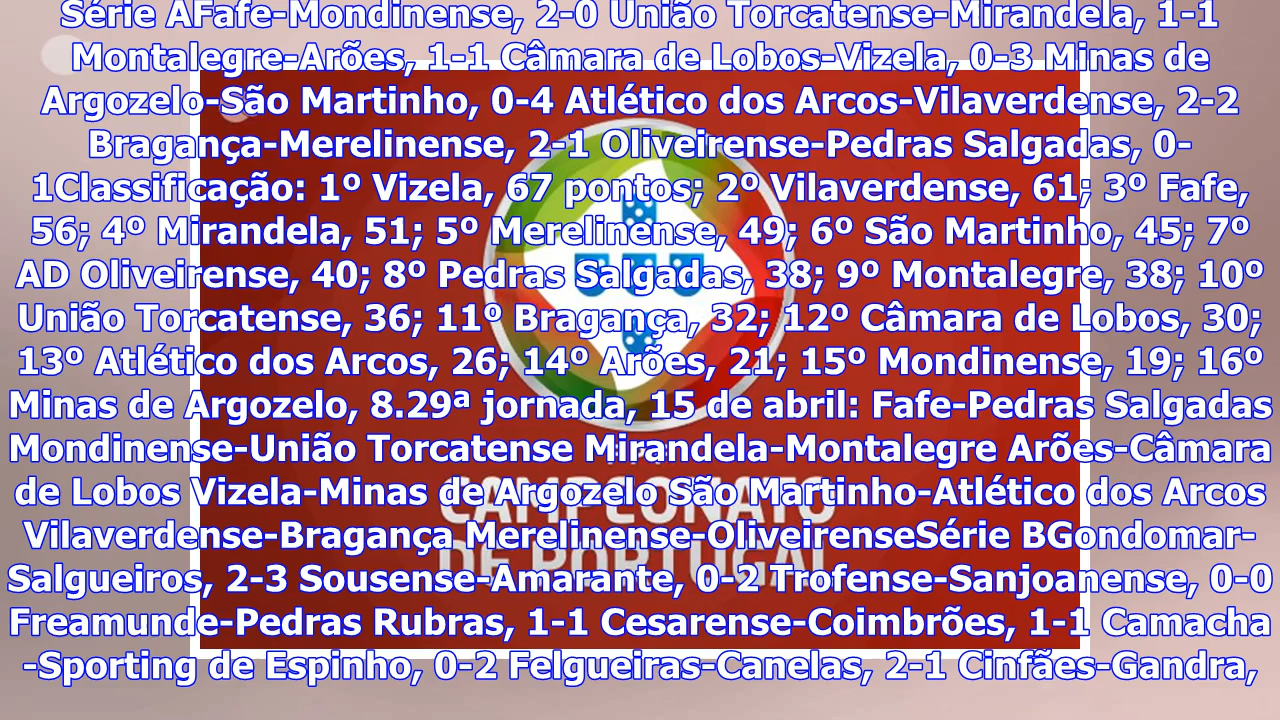 Série AFafe-Mondinense, 2-0 União Torcatense-Mirandela, 1-1
Montalegre-Arões, 1-1 Câmara de Lobos-Vizela, 0-3 Minas de
Argozelo-São Martinho, 0-4 Atlético dos Arcos-Vilaverdense, 2-2
Bragança-Merelinense, 2-1 Oliveirense-Pedras Salgadas, 0-
1Classificação: 1º Vizela, 67 pontos; 2º Vilaverdense, 61; 3º Fafe,
56; 4º Mirandela, 51; 5º Merelinense, 49; 6º São Martinho, 45; 7º
AD Oliveirense, 40; 8º Pedras Salgadas, 38; 9º Montalegre, 38; 10º
União Torcatense, 36; 11º Bragança, 32; 12º Câmara de Lobos, 30;
13º Atlético dos Arcos, 26; 14º Arões, 21; 15º Mondinense, 19; 16º
Minas de Argozelo, 8.29ª jornada, 15 de abril: Fafe-Pedras Salgadas
Mondinense-União Torcatense Mirandela-Montalegre Arões-Câmara
de Lobos Vizela-Minas de Argozelo São Martinho-Atlético dos Arcos
Vilaverdense-Bragança Merelinense-OliveirenseSérie BGondomar-
Salgueiros, 2-3 Sousense-Amarante, 0-2 Trofense-Sanjoanense, 0-0
Freamunde-Pedras Rubras, 1-1 Cesarense-Coimbrões, 1-1 Camacha
-Sporting de Espinho, 0-2 Felgueiras-Canelas, 2-1 Cinfães-Gandra,
CAMPEONATO
DE PORTUGAL